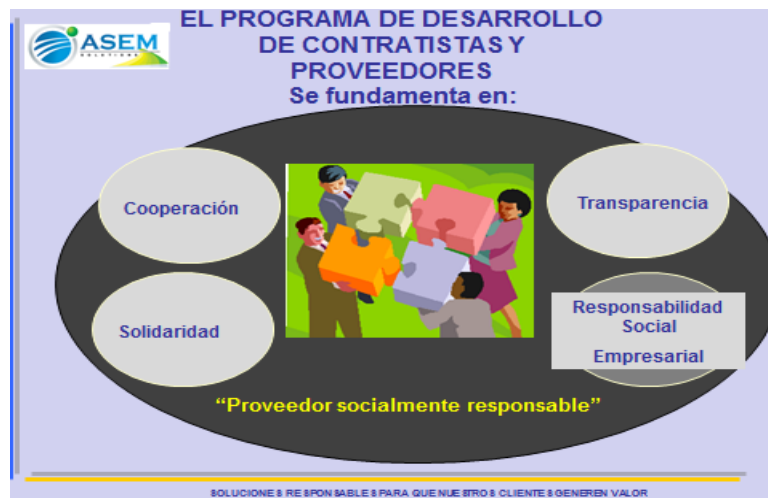 EL PROGRAMA DE DESARROLLO
DE CONTRATISTAS Y
PROVEEDORES
Se fundamenta en:
ASEM
SOLUTIONS
Cooperación
Transparencia
Solidaridad
Responsabilidad
Social
Empresarial
“Proveedor socialmente responsable”
SOLUCIONES RESPONSABLES PARA QUE NUESTROS CLIENTES GENEREN VALOR